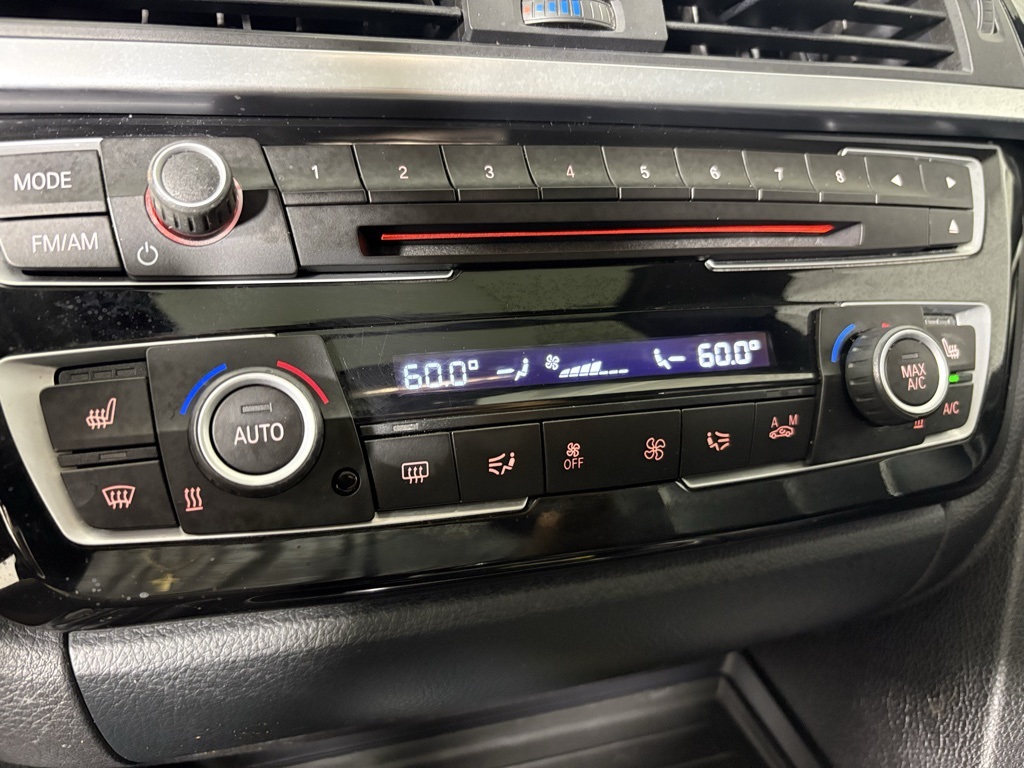 MODE
1 2 3 4 5 6 7 8
FM/AM
60.0° 60.0°
MAX
A/C
AUTO
A/C
A M
OFF